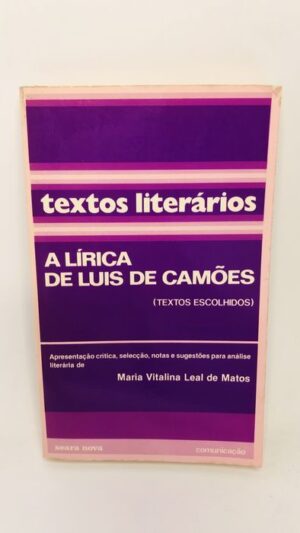 textos literários
A LÍRICA
DE LUIS DE CAMÕES
(TEXTOS ESCOLHIDOS)
Apresentação crítica, selecção, notas e sugestões para análise
literária de
Maria Vitalina Leal de Matos
seara nova
comunicação